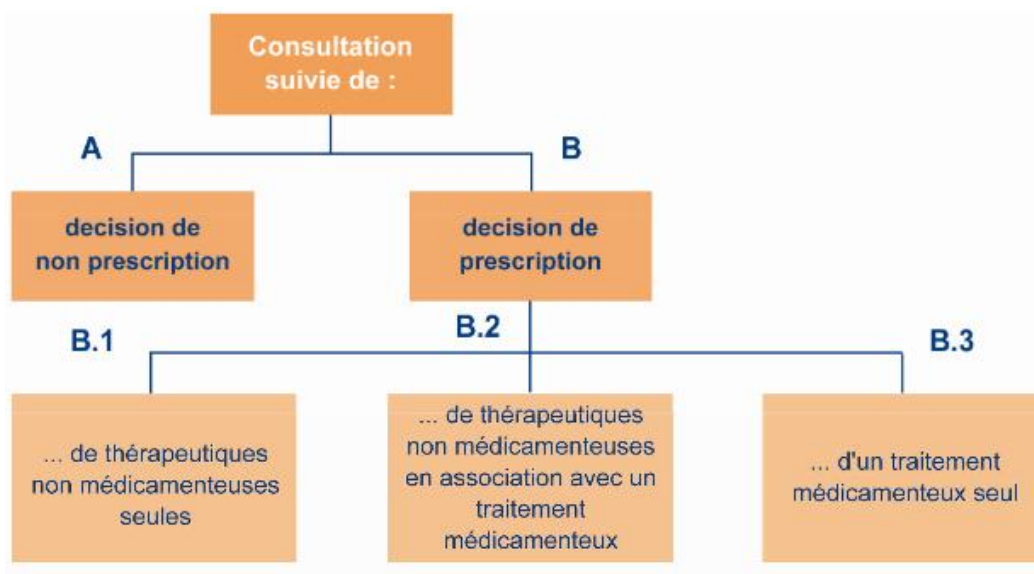 Consultation
suivie de :
A
B
decision de
non prescription
decision de
prescription
B.1
B.2
B.3
... de thérapeutiques
non médicamenteuses
seules
... de thérapeutiques
non médicamenteuses
en association avec un
traitement
médicamenteux
... d'un traitement
médicamenteux seul